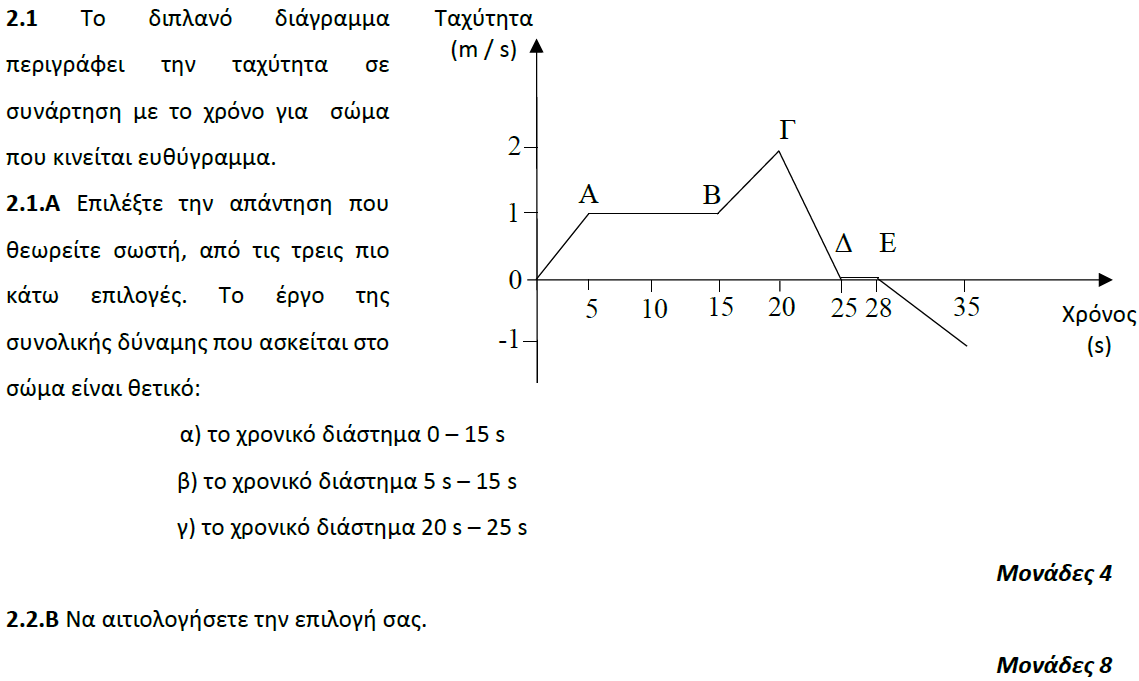 2.1 Το διπλανό διάγραμμα
περιγράφει την ταχύτητα σε
συνάρτηση με το χρόνο για σώμα
που κινείται ευθύγραμμα.
2.1.Α Επιλέξτε την απάντηση που
θεωρείτε σωστή, από τις τρεις πιο
κάτω επιλογές. Το έργο της
συνολικής δύναμης που ασκείται στο
σώμα είναι θετικό:
Ταχύτητα
(m / s)
Γ
2
Α
Β
1
Δ
Ε
0
5
10
15
20
25
28
35
Χρόνος
(s)
-1
α) το χρονικό διάστημα 0 – 15 s
β) το χρονικό διάστημα 5 s – 15 s
γ) το χρονικό διάστημα 20 s – 25 s
Μονάδες 4
2.2.Β Να αιτιολογήσετε την επιλογή σας.
Μονάδες 8